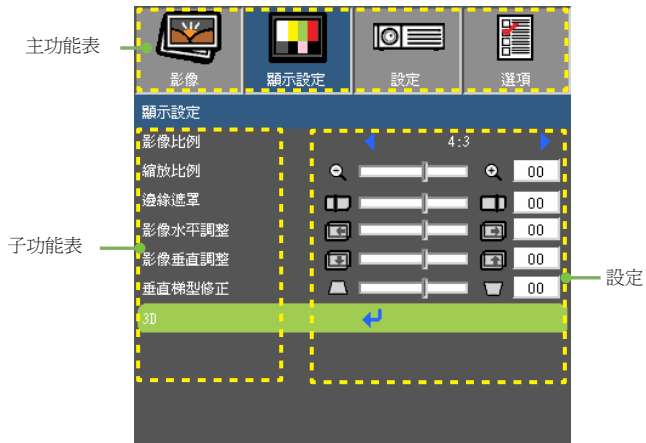 主功能表
影像 顯示設定 設定 選項
顯示設定
影像比例 4:3
縮放比例 00
邊緣遮罩 00
影像水平調整 00
子功能表
影像垂直調整 00
設定
垂直梯型修正 00
3D